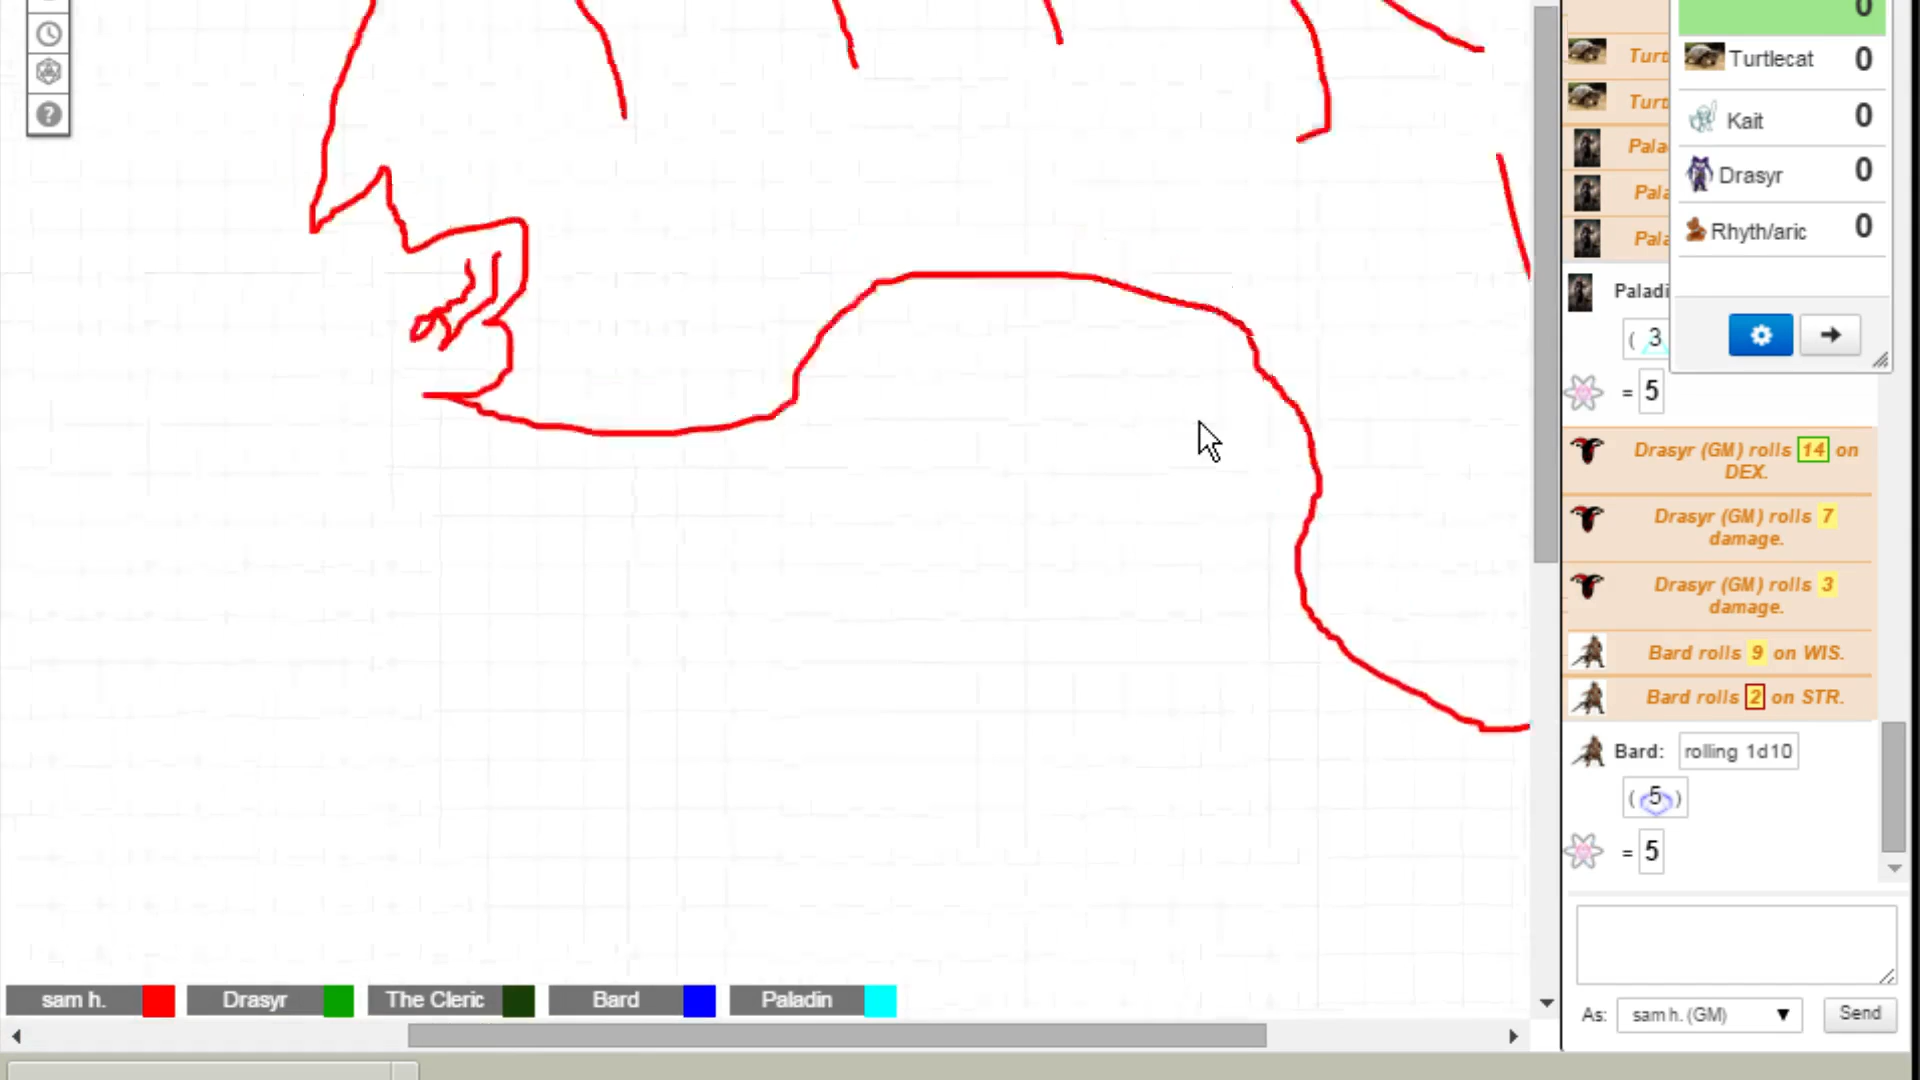 0
Turtlecat 0
Kait 0
Drasyr 0
Rhyth/aric 0
Turt
Turt
Pala
Pala
Pala
Paladi
( 3
= 5
Drasyr (GM) rolls 14 on
DEX.
Drasyr (GM) rolls 7
damage.
Drasyr (GM) rolls 3
damage.
Bard rolls 9 on WIS.
Bard rolls 2 on STR.
Bard: rolling 1d10
( 5 )
= 5
As: sam h. (GM) Send
sam h. Drasyr The Cleric Bard Paladin
?